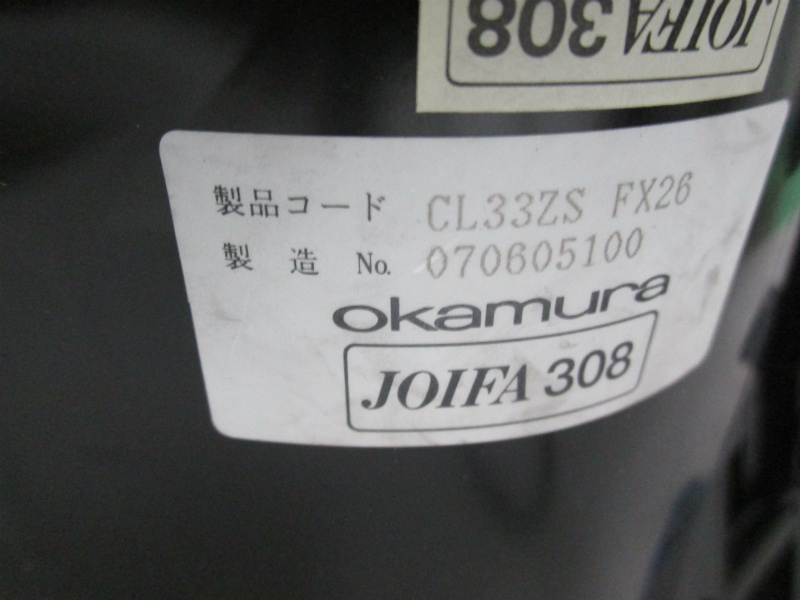 JOIFA 308
製品コード CL33ZS FX26
製 造 No. 070605100
okamura
JOIFA 308